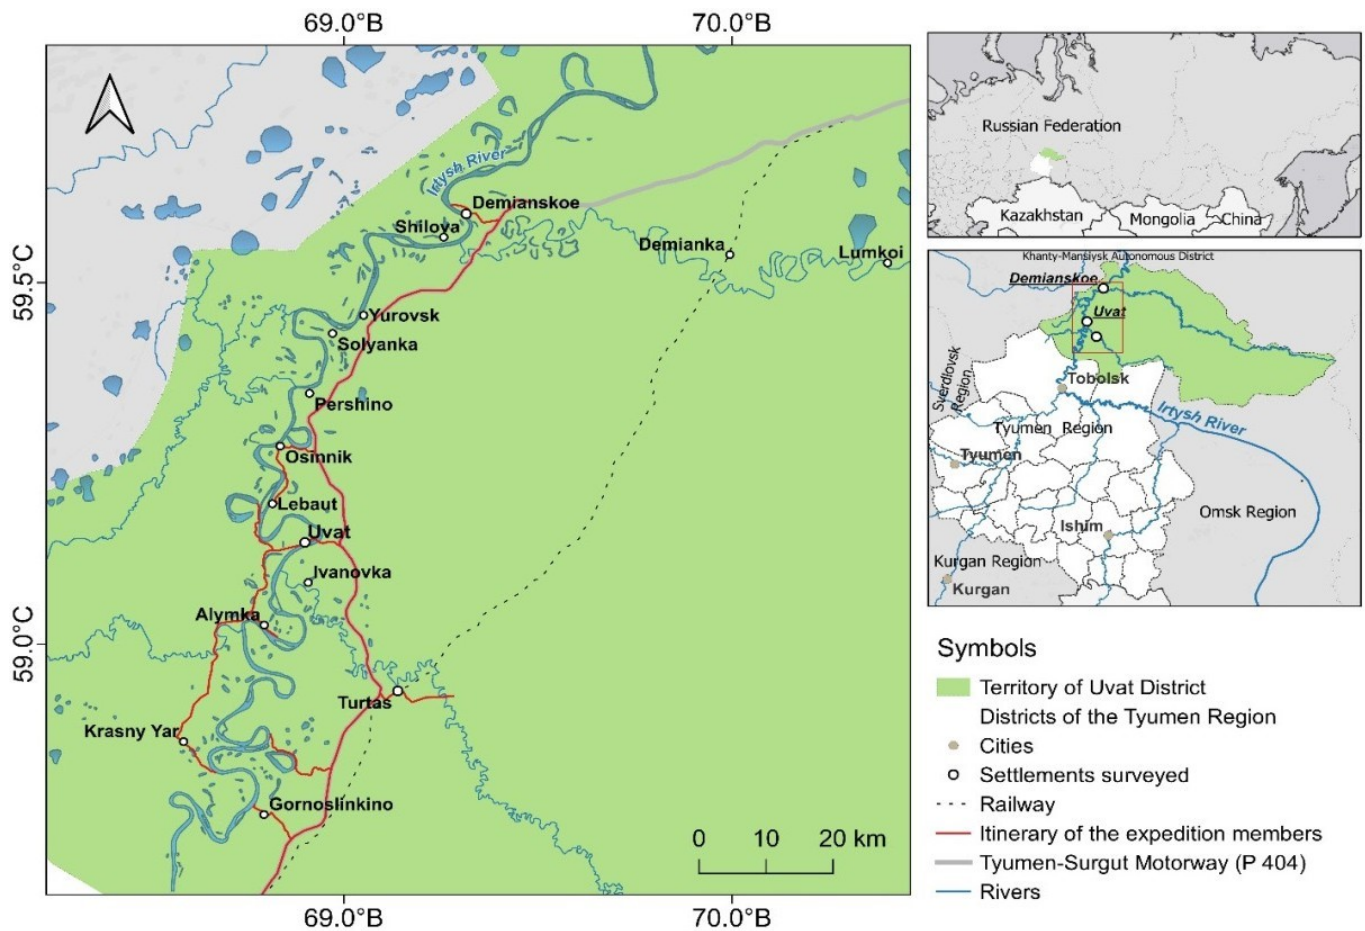 69.0°B
70.0°B
59.5°C
59.0°C
Irtysh River
Demianskoe
Shilova
Demianka
Lumkoi
Yurovsk
Solyanka
Pershino
Osinnik
Lebaut
Uvat
Ivanovka
Alymka
Turtas
Krasny Yar
Gornoslinkino
0 10 20 km
69.0°B
70.0°B
Russian Federation
Kazakhstan
Mongolia
China
Khanty-Mansiysk Autonomous District
Demianskoe
Uvat
Sverdlovsk
Region
Tobolsk
Irtysh River
Tyumen Region
Tyumen
Omsk Region
Ishim
Kurgan Region
Kurgan
Symbols
Territory of Uvat District
Districts of the Tyumen Region
Cities
Settlements surveyed
Railway
Itinerary of the expedition members
Tyumen-Surgut Motorway (P 404)
Rivers